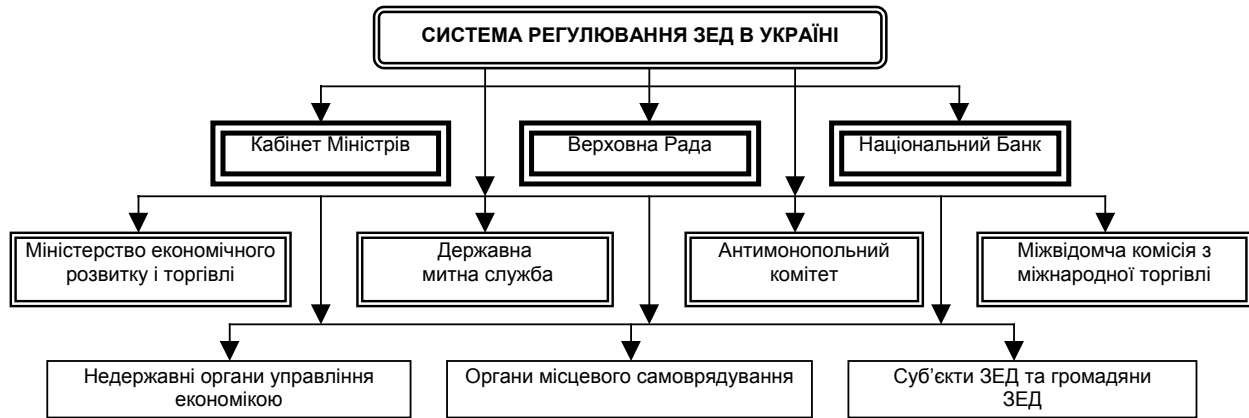 СИСТЕМА РЕГУЛЮВАННЯ ЗЕД В УКРАЇНІ
Кабінет Міністрів
Верховна Рада
Національний Банк
Міністерство економічного
розвитку і торгівлі
Державна
митна служба
Антимонопольний
комітет
Міжвідомча комісія з
міжнародної торгівлі
Недержавні органи управління
економікою
Органи місцевого самоврядування
Суб’єкти ЗЕД та громадяни
ЗЕД